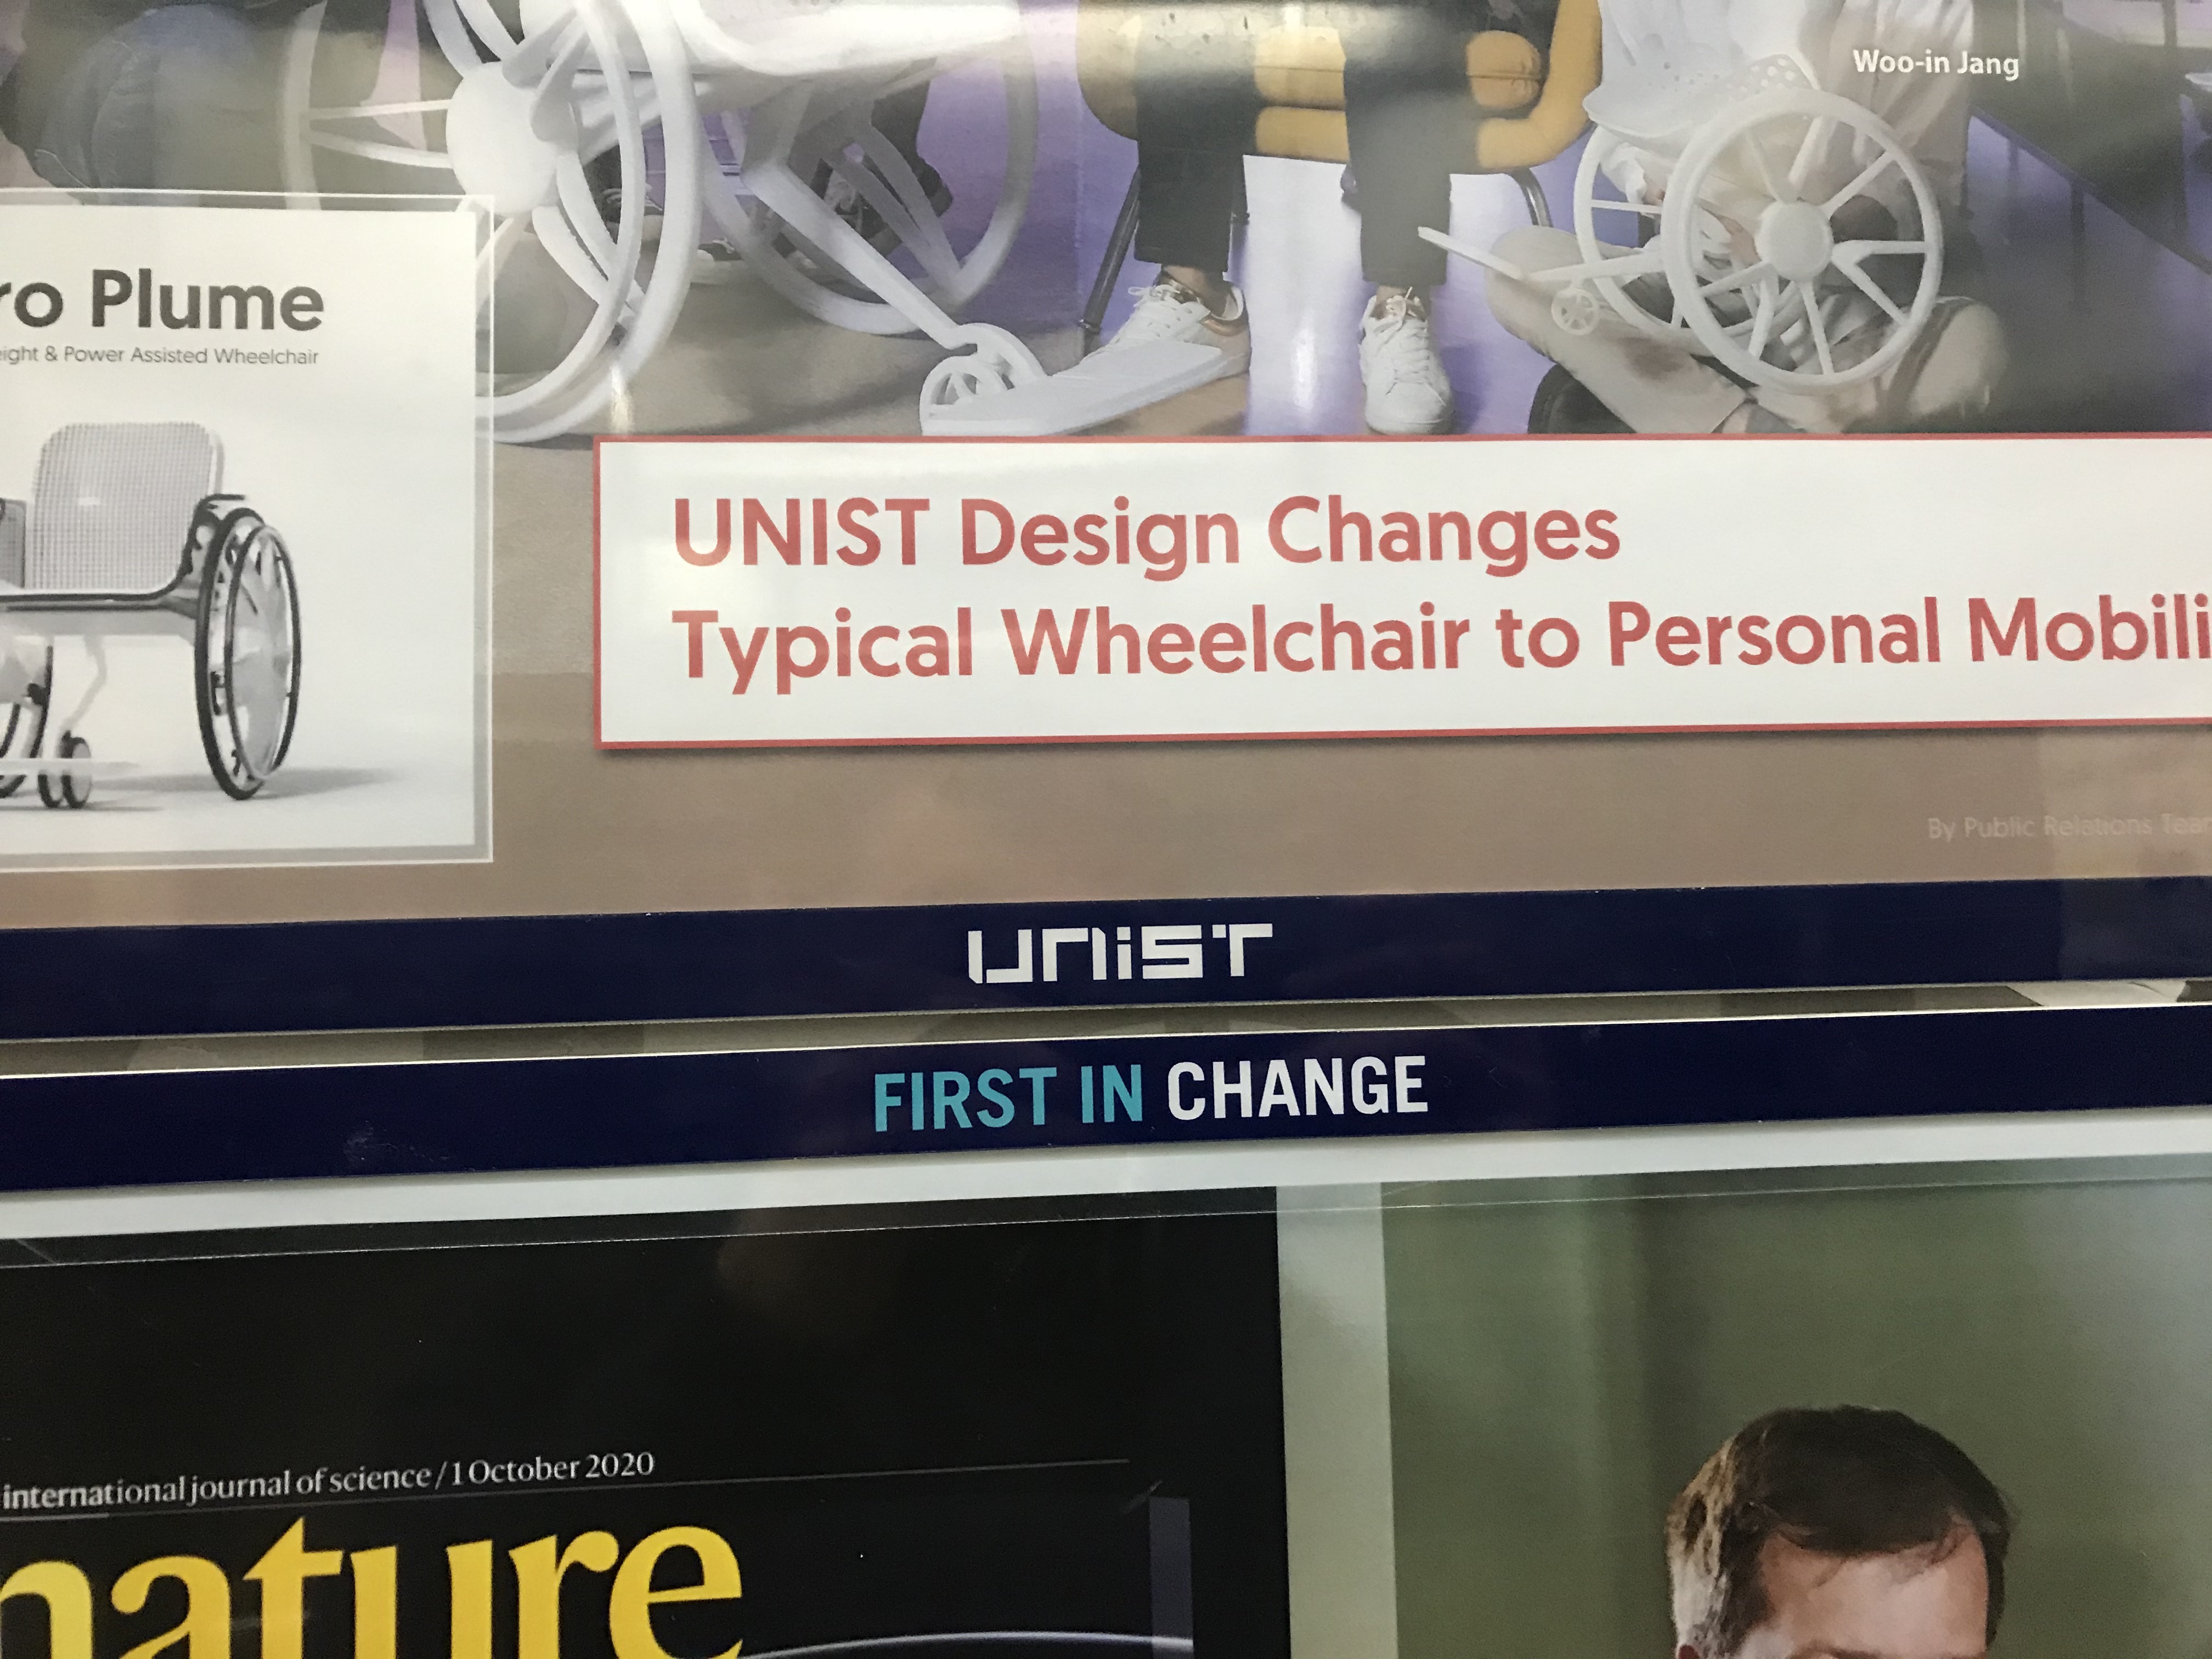 Woo-in Jang
ro Plume
eight & Power Assisted Wheelchair
UNIST Design Changes
Typical Wheelchair to Personal Mobili
By Public Relations Tea
UNIST
FIRST IN CHANGE
international journal of science / 1 October 2020
nature